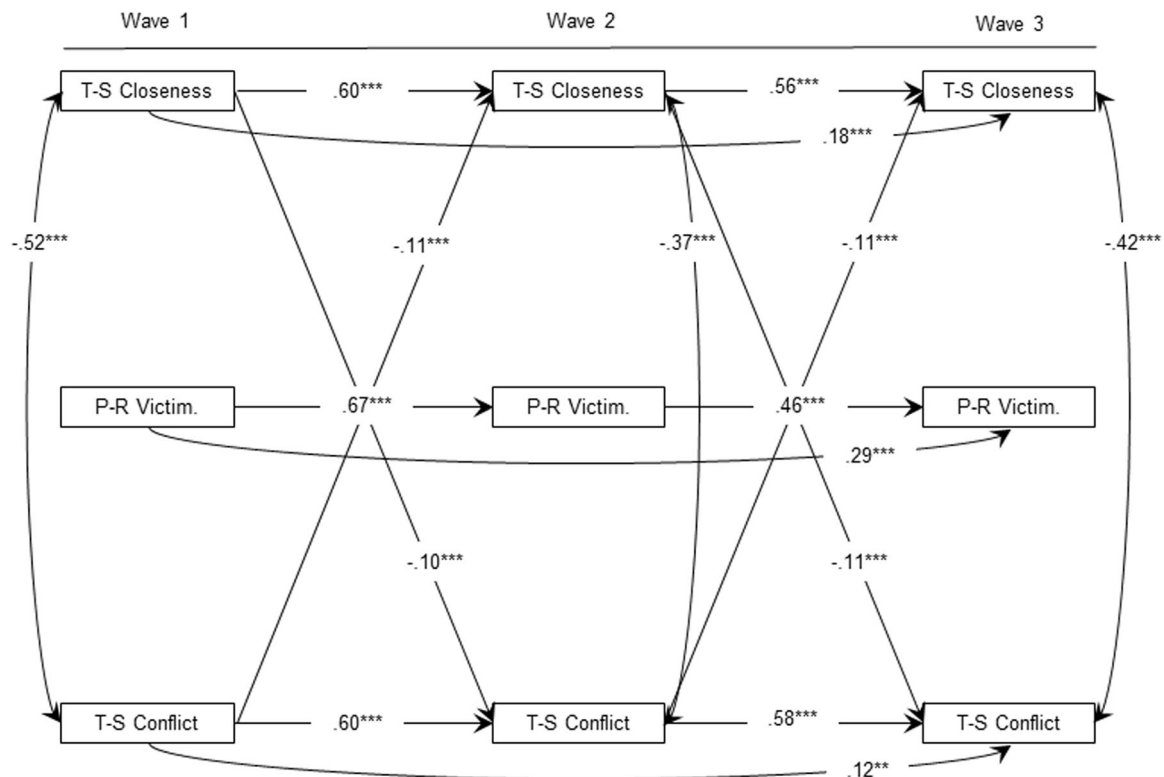 Wave 1 Wave 2 Wave 3
T-S Closeness .60*** T-S Closeness .56*** T-S Closeness
.18***
-.52*** -.11*** -.37*** -.11*** -.42***
P-R Victim. .67*** P-R Victim. .46*** P-R Victim.
.29***
-.10*** -.11***
T-S Conflict .60*** T-S Conflict .58*** T-S Conflict
.12**